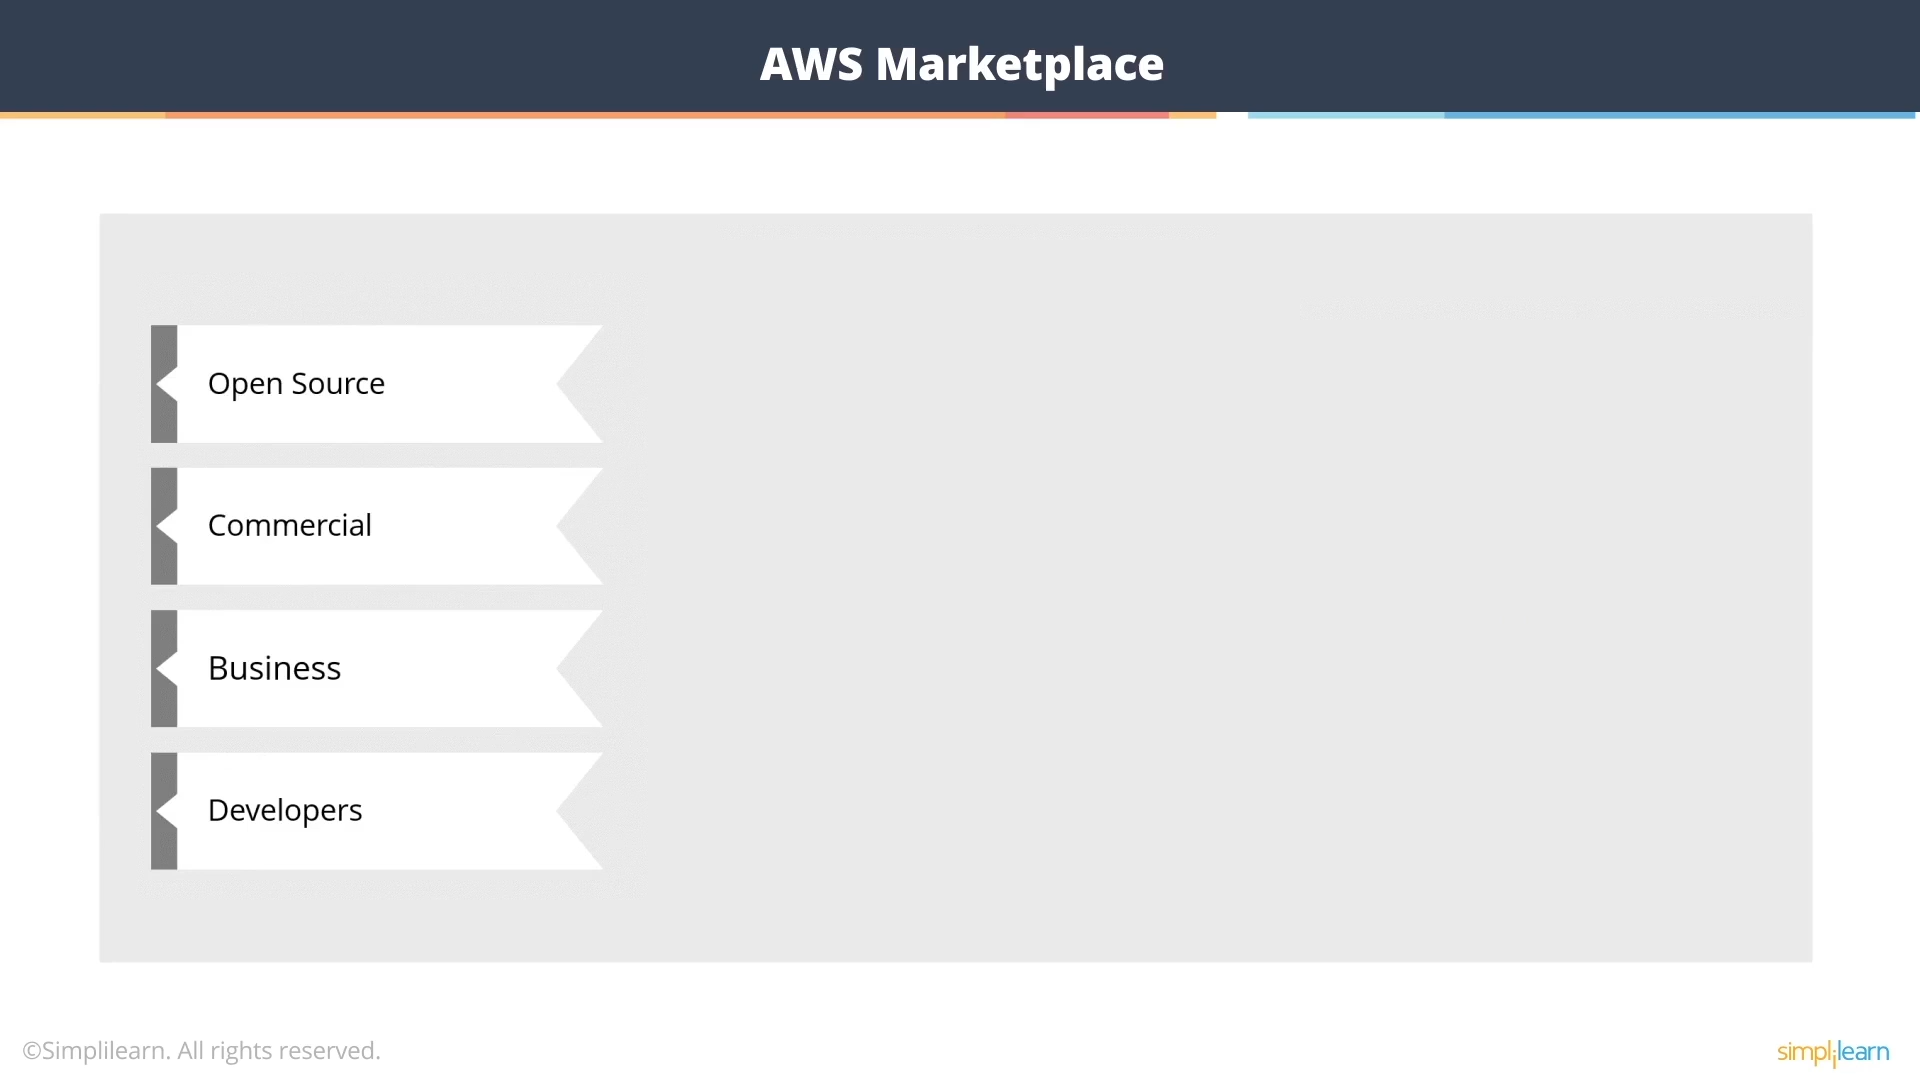 AWS Marketplace
Open Source
Commercial
Business
Developers
©Simplilearn. All rights reserved.
simplilearn